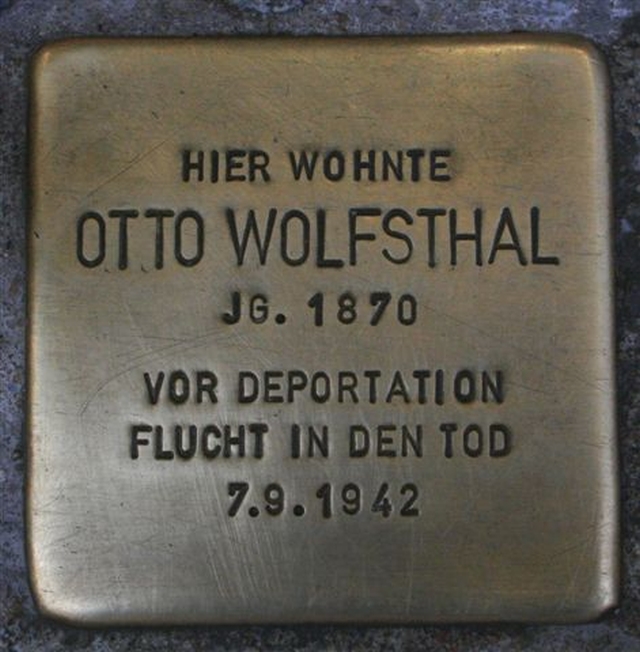 HIER WOHNTE
OTTO WOLFSTHAL
JG. 1870
VOR DEPORTATION
FLUCHT IN DEN TOD
7.9.1942